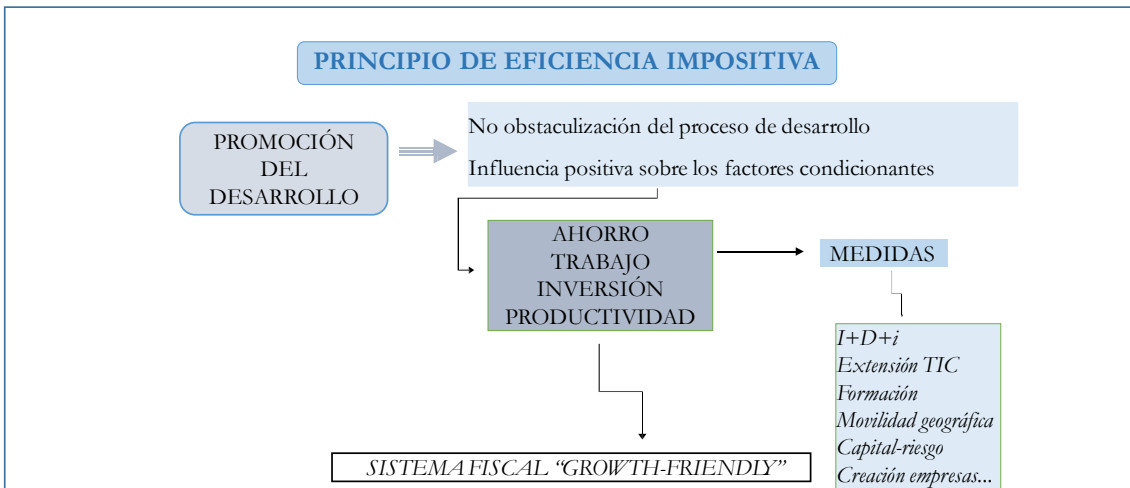 PRINCIPIO DE EFICIENCIA IMPOSITIVA
PROMOCIÓN
DEL
DESARROLLO
No obstaculización del proceso de desarrollo
Influencia positiva sobre los factores condicionantes
AHORRO
TRABAJO
INVERSIÓN
PRODUCTIVIDAD
MEDIDAS
I+D+i
Extensión TIC
Formación
Movilidad geográfica
Capital-riesgo
Creación empresas...
SISTEMA FISCAL “GROWTH-FRIENDLY”